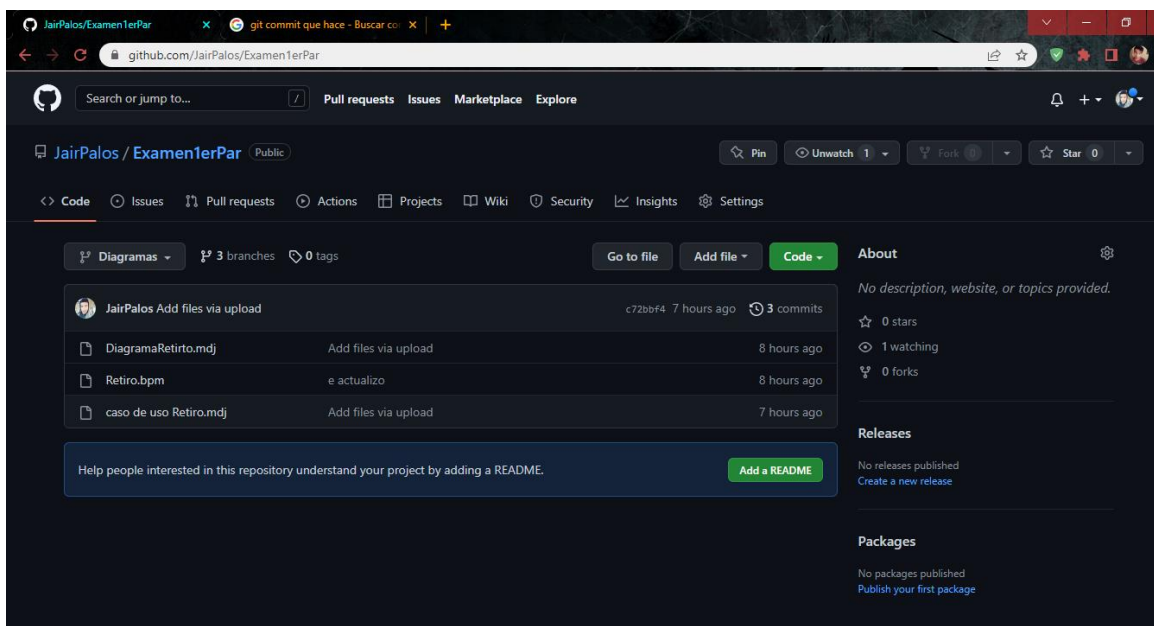 JairPalos/Examen1erPar
git commit que hace - Buscar co
github.com/JairPalos/Examen1erPar
Search or jump to... /
Pull requests Issues Marketplace Explore
JairPalos / Examen1erPar Public
Pin Unwatch 1 Fork 0 Star 0
Code Issues Pull requests Actions Projects Wiki Security Insights Settings
Diagramas 3 branches 0 tags Go to file Add file Code
JairPalos Add files via upload c72bbf4 7 hours ago 3 commits
DiagramaRetirto.mdj Add files via upload 8 hours ago
Retiro.bpm e actualizo 8 hours ago
caso de uso Retiro.mdj Add files via upload 7 hours ago
Help people interested in this repository understand your project by adding a README. Add a README
About
No description, website, or topics provided.
0 stars
1 watching
0 forks
Releases
No releases published
Create a new release
Packages
No packages published
Publish your first package